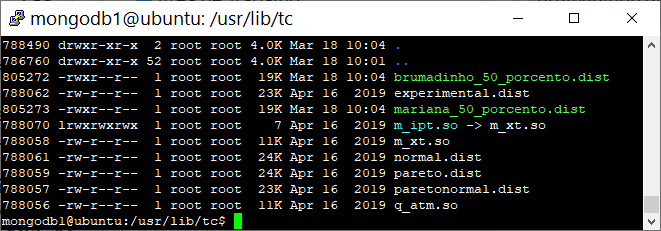 mongodb1@ubuntu: /usr/lib/tc
788490 drwxr-xr-x  2 root root 4.0K Mar 18 10:04 .
786760 drwxr-xr-x 52 root root 4.0K Mar 18 10:01 ..
805272 -rwxr--r--  1 root root  19K Mar 18 10:04 brumadinho_50_porcento.dist
788062 -rw-r--r--  1 root root  23K Apr 16  2019 experimental.dist
805273 -rwxr--r--  1 root root  19K Mar 18 10:04 mariana_50_porcento.dist
788070 lrwxrwxrwx  1 root root    7 Apr 16  2019 m_ipt.so -> m_xt.so
788058 -rw-r--r--  1 root root  11K Apr 16  2019 m_xt.so
788061 -rw-r--r--  1 root root  24K Apr 16  2019 normal.dist
788059 -rw-r--r--  1 root root  24K Apr 16  2019 pareto.dist
788057 -rw-r--r--  1 root root  23K Apr 16  2019 paretonormal.dist
788056 -rw-r--r--  1 root root  11K Apr 16  2019 q_atm.so
mongodb1@ubuntu:/usr/lib/tc$